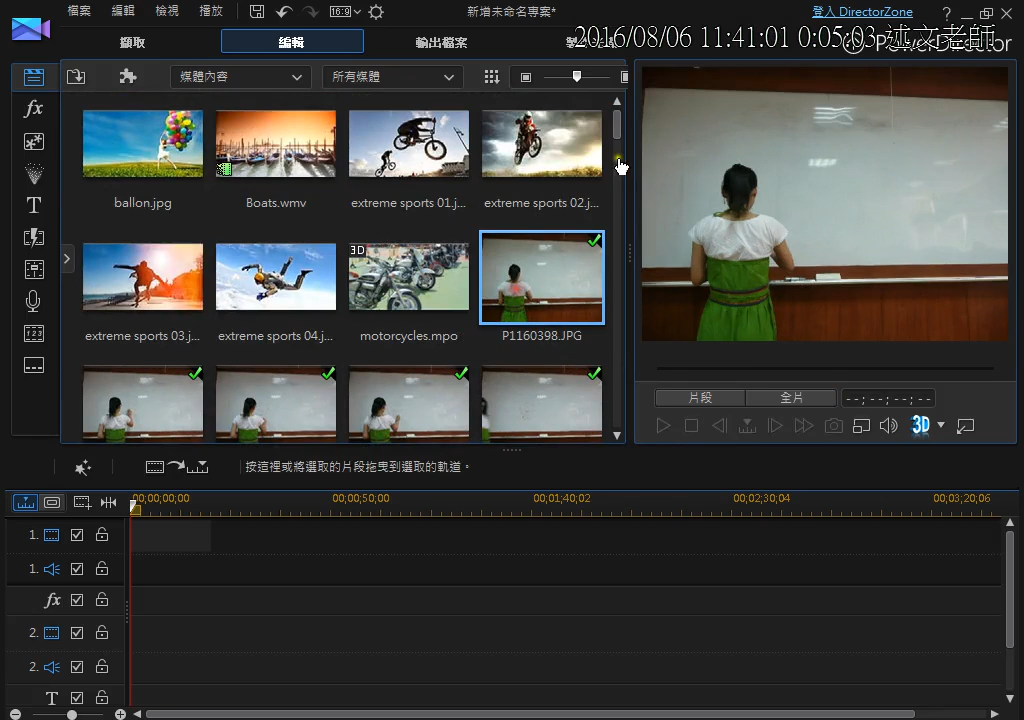 檔案 編輯 檢視 播放 16:9 新增未命名專案* 登入 DirectorZone ?
擷取 編輯 輸出檔案
2016/08/06 11:41:01 0:05:03 述文老師
PowerDirector
媒體內容 所有媒體
ballon.jpg Boats.wmv extreme sports 01.j... extreme sports 02.j...
3D
extreme sports 03.j... extreme sports 04.j... motorcycles.mpo P1160398.JPG
fx
T
片段 全片 --;--;--;--
3D
按這裡或將選取的片段拖曳到選取的軌道。
00;00;00;00 00;00;50;00 00;01;40;02 00;02;30;04 00;03;20;06
1.
1.
fx
2.
2.
T